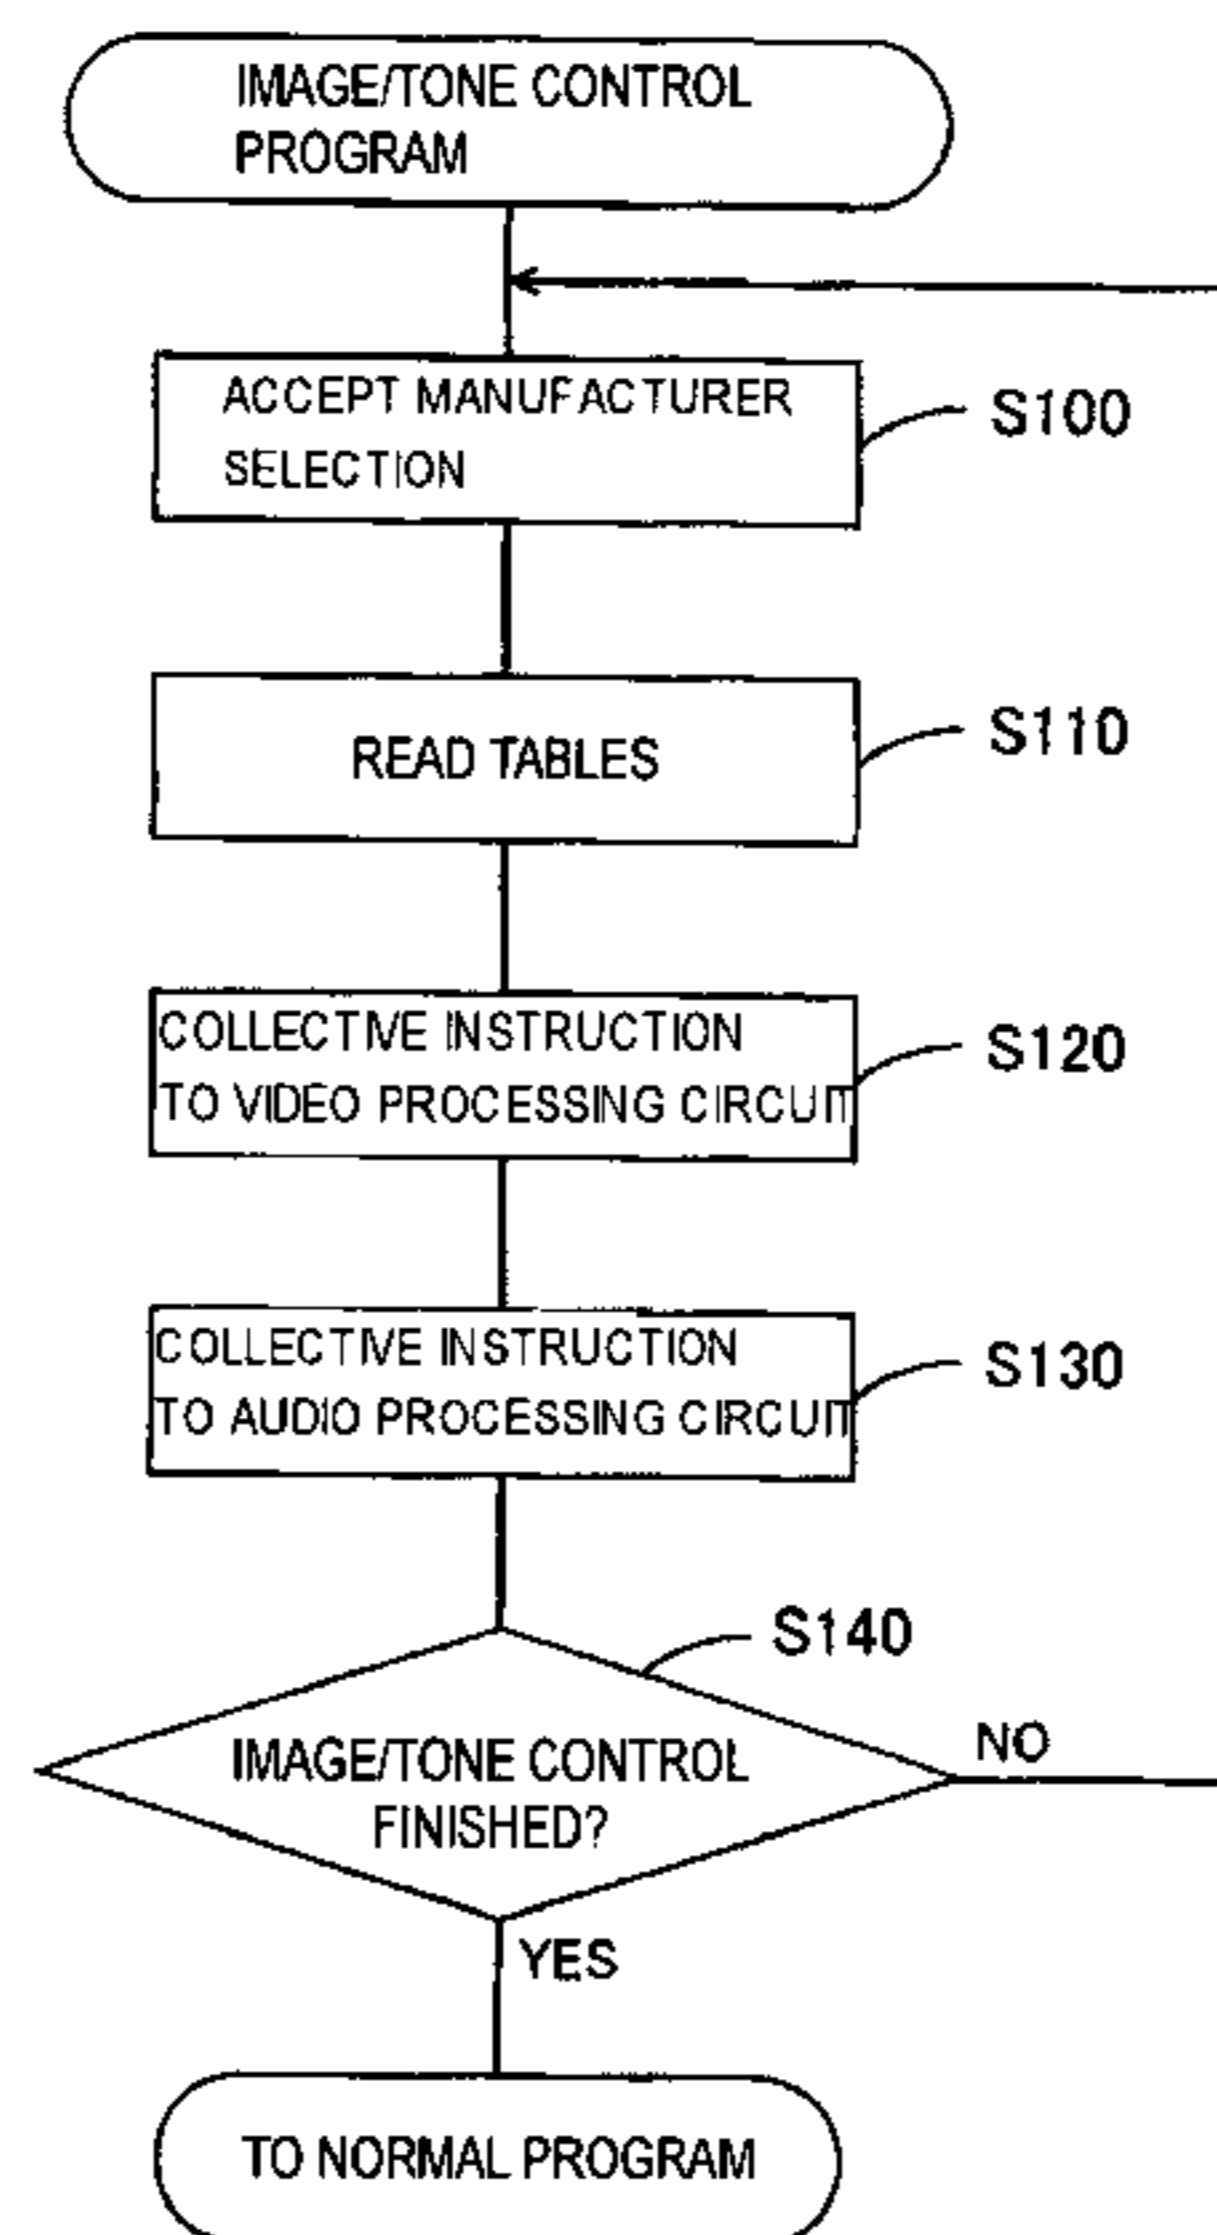 IMAGE/TONE CONTROL
PROGRAM
ACCEPT MANUFACTURER
SELECTION
S100
READ TABLES
S110
COLLECTIVE INSTRUCTION
TO VIDEO PROCESSING CIRCUIT
S120
COLLECTIVE INSTRUCTION
TO AUDIO PROCESSING CIRCUIT
S130
S140
IMAGE/TONE CONTROL
FINISHED?
NO
YES
TO NORMAL PROGRAM